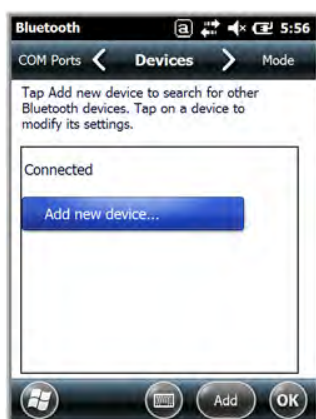 Bluetooth a 5:56
COM Ports Devices Mode
Tap Add new device to search for other
Bluetooth devices. Tap on a device to
modify its settings.
Connected
Add new device...
Add OK